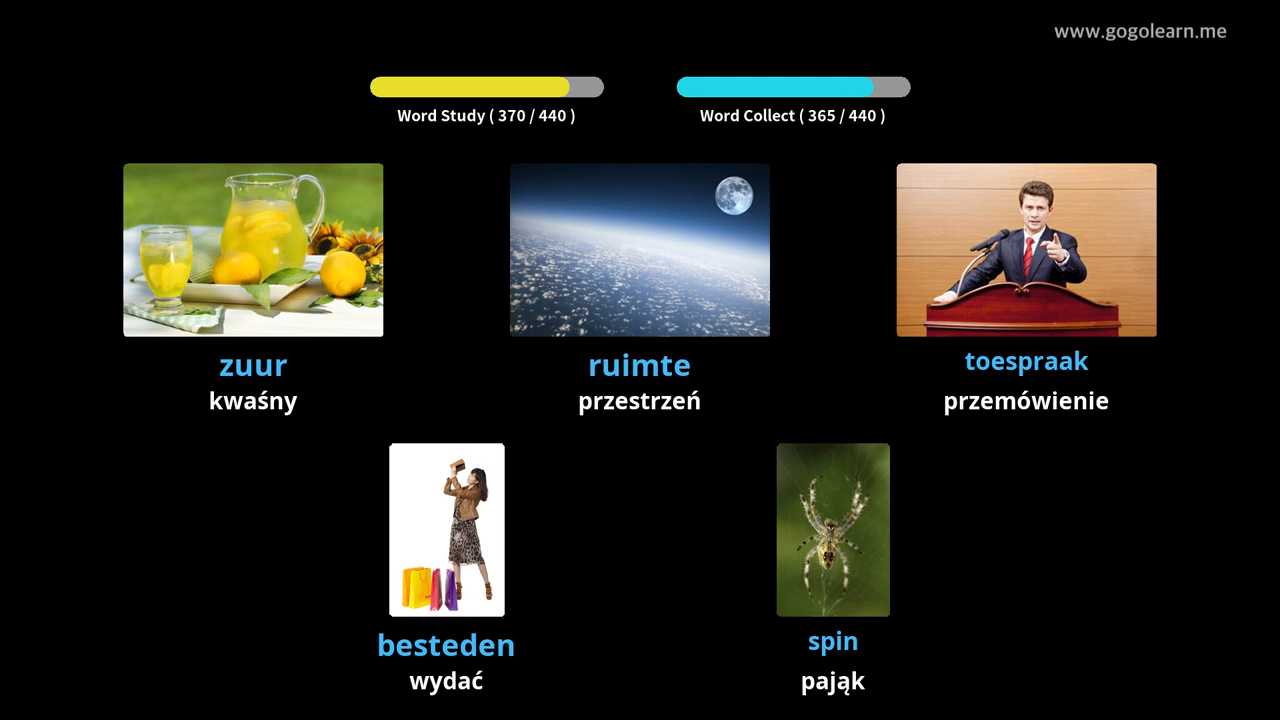 www.gogolearn.me
Word Study ( 370 / 440 )
Word Collect ( 365 / 440 )
zuur
kwaśny
ruimte
przestrzeń
toespraak
przemówienie
besteden
wydać
spin
pająk